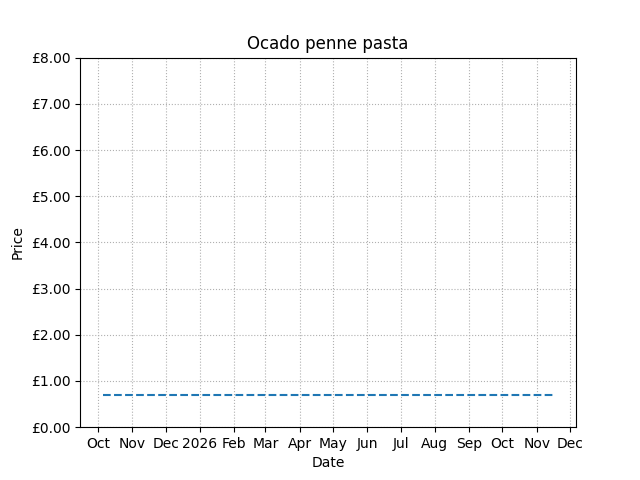 Ocado penne pasta
£8.00
£7.00
£6.00
£5.00
£4.00
£3.00
£2.00
£1.00
£0.00
Price
Oct Nov Dec 2026 Feb Mar Apr May Jun Jul Aug Sep Oct Nov Dec
Date